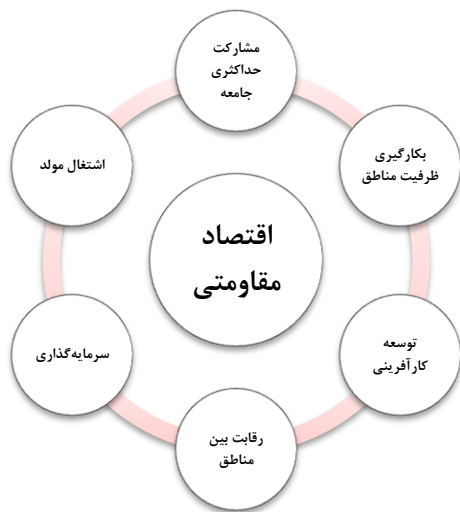 مشارکت
حداکثری
جامعه
بکارگیری
ظرفیت مناطق
توسعه
کارآفرینی
رقابت بین
مناطق
سرمایه‌گذاری
اشتغال مولد
اقتصاد
مقاومتی